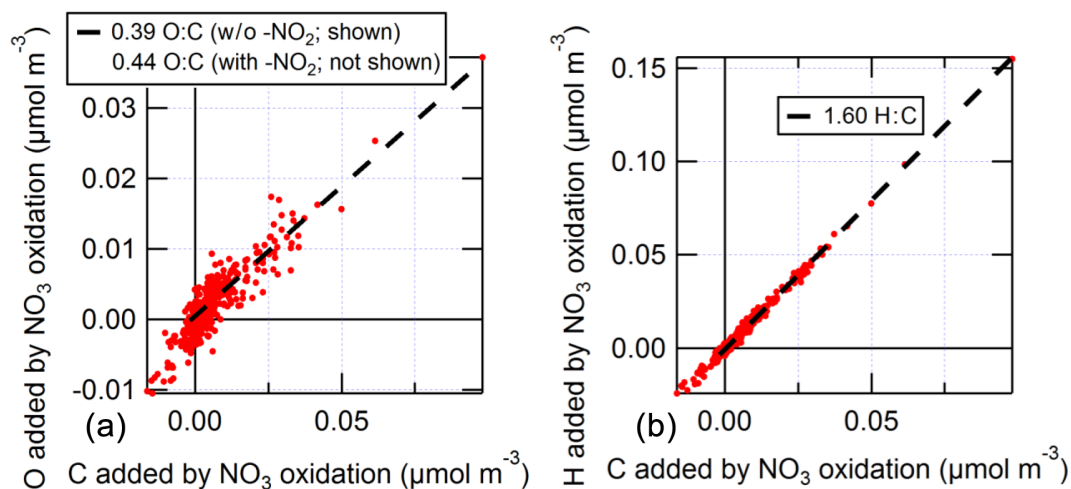 0.39 O:C (w/o -NO₂; shown)
0.44 O:C (with -NO₂; not shown)
O added by NO₃ oxidation (µmol m⁻³)
0.03
0.02
0.01
0.00
-0.01
(a)
0.00
0.05
C added by NO₃ oxidation (µmol m⁻³)
1.60 H:C
H added by NO₃ oxidation (µmol m⁻³)
0.15
0.10
0.05
0.00
(b)
0.00
0.05
C added by NO₃ oxidation (µmol m⁻³)